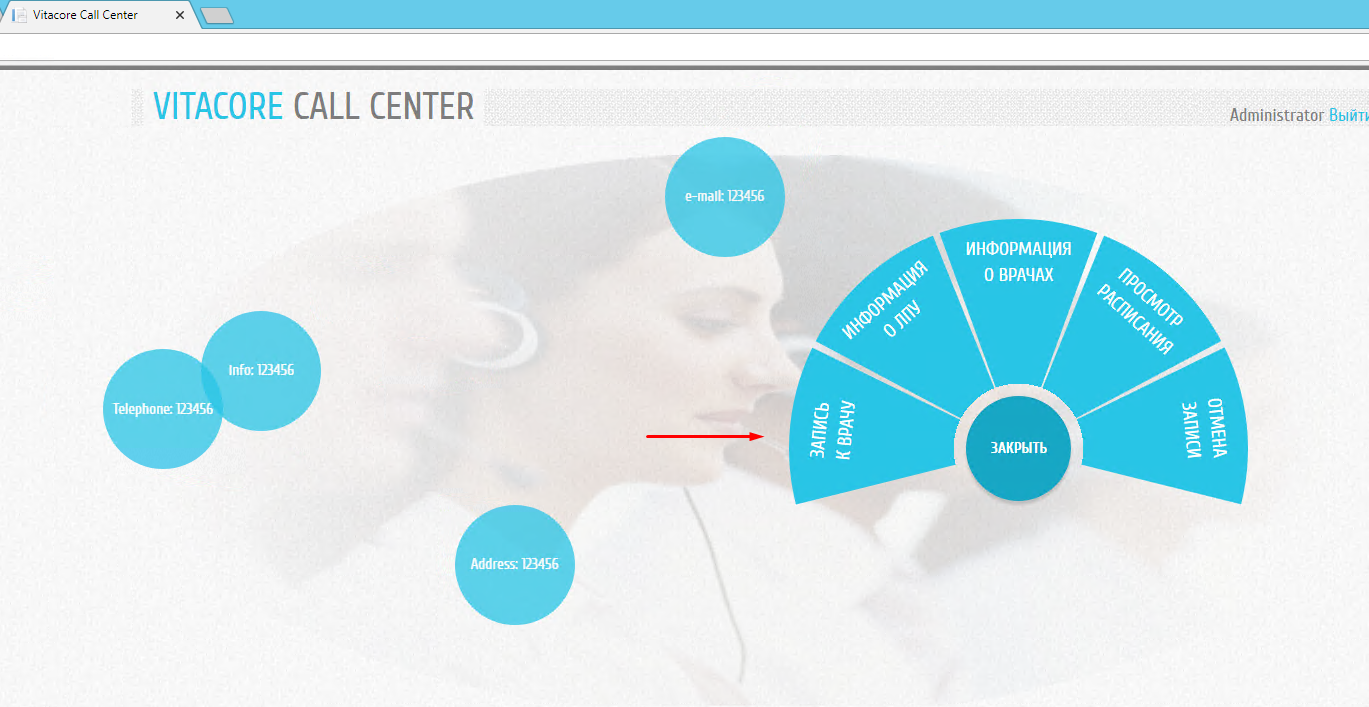 Vitacore Call Center
VITACORE CALL CENTER
Administrator Выйти
e-mail: 123456
Info: 123456
Telephone: 123456
Address: 123456
ЗАПИСЬ
К ВРАЧУ
ИНФОРМАЦИЯ
О ЛПУ
ИНФОРМАЦИЯ
О ВРАЧАХ
ПРОСМОТР
РАСПИСАНИЯ
ОТМЕНА
ЗАПИСИ
ЗАКРЫТЬ